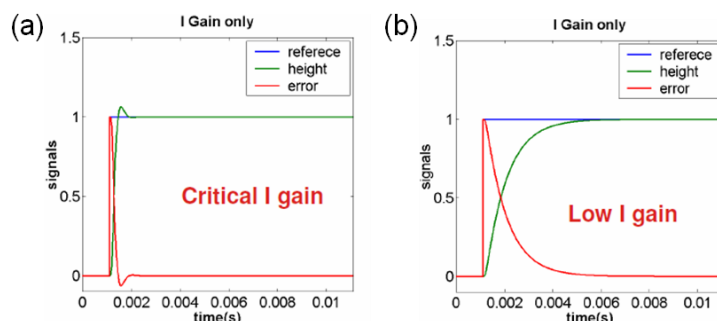 (a)
I Gain only
1.5
1
0.5
0
signals
referece
height
error
Critical I gain
0 0.002 0.004 0.006 0.008 0.01
time(s)
(b)
I Gain only
1.5
1
0.5
0
signals
referece
height
error
Low I gain
0 0.002 0.004 0.006 0.008 0.01
time(s)